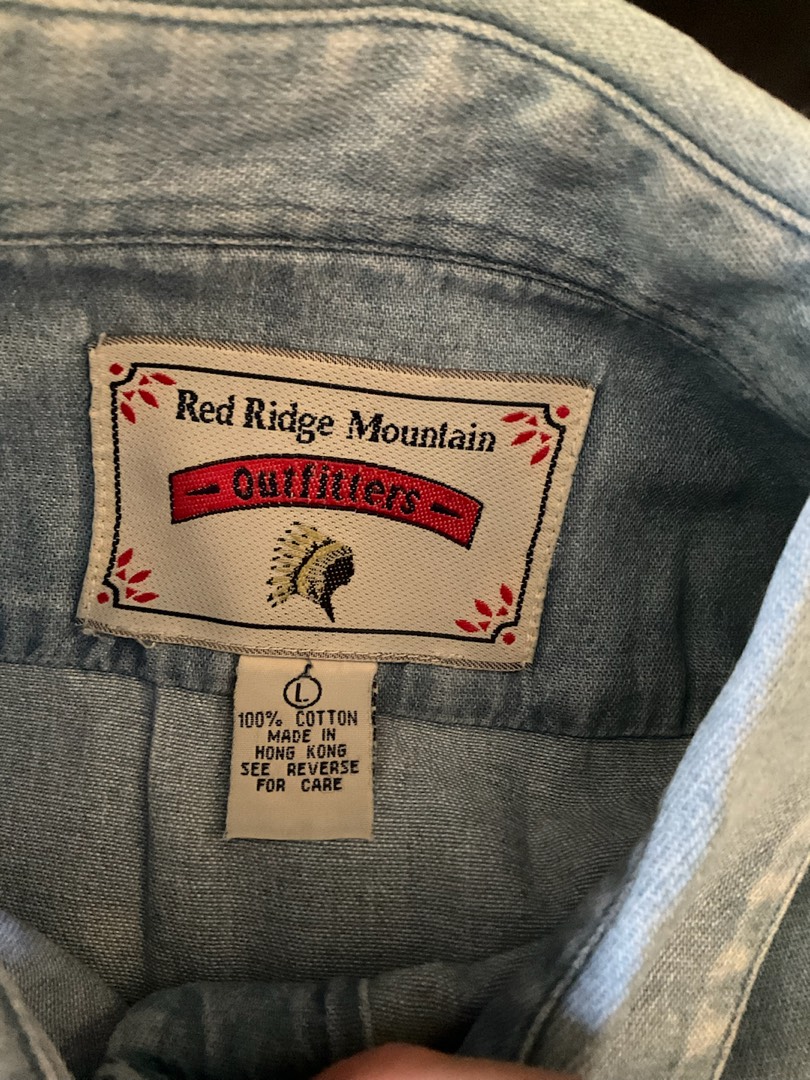 Red Ridge Mountain
- Outfitters -
L
100% COTTON
MADE IN
HONG KONG
SEE REVERSE
FOR CARE